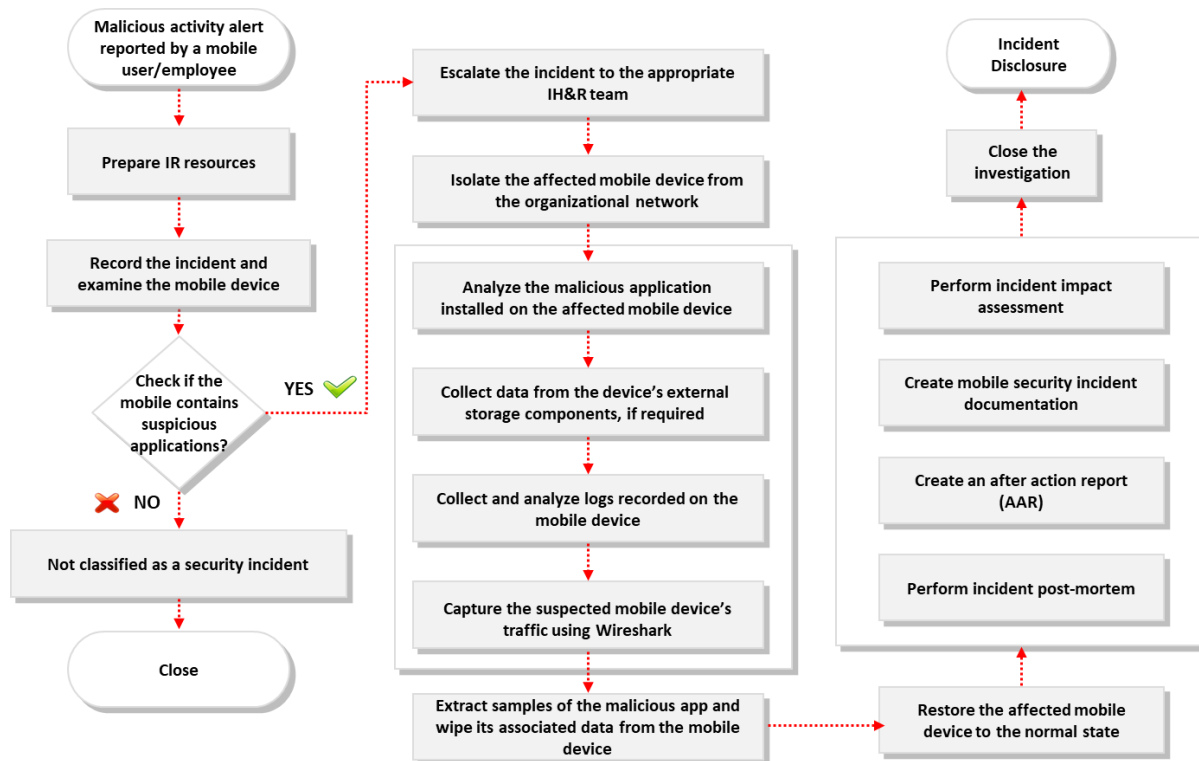 Malicious activity alert
reported by a mobile
user/employee
Prepare IR resources
Record the incident and
examine the mobile device
Check if the
mobile contains
suspicious
applications?
YES
NO
Not classified as a security incident
Close
Escalate the incident to the appropriate
IH&R team
Isolate the affected mobile device from
the organizational network
Analyze the malicious application
installed on the affected mobile device
Collect data from the device's external
storage components, if required
Collect and analyze logs recorded on the
mobile device
Capture the suspected mobile device's
traffic using Wireshark
Extract samples of the malicious app and
wipe its associated data from the mobile
device
Restore the affected mobile
device to the normal state
Perform incident impact
assessment
Create mobile security incident
documentation
Create an after action report
(AAR)
Perform incident post-mortem
Close the
investigation
Incident
Disclosure